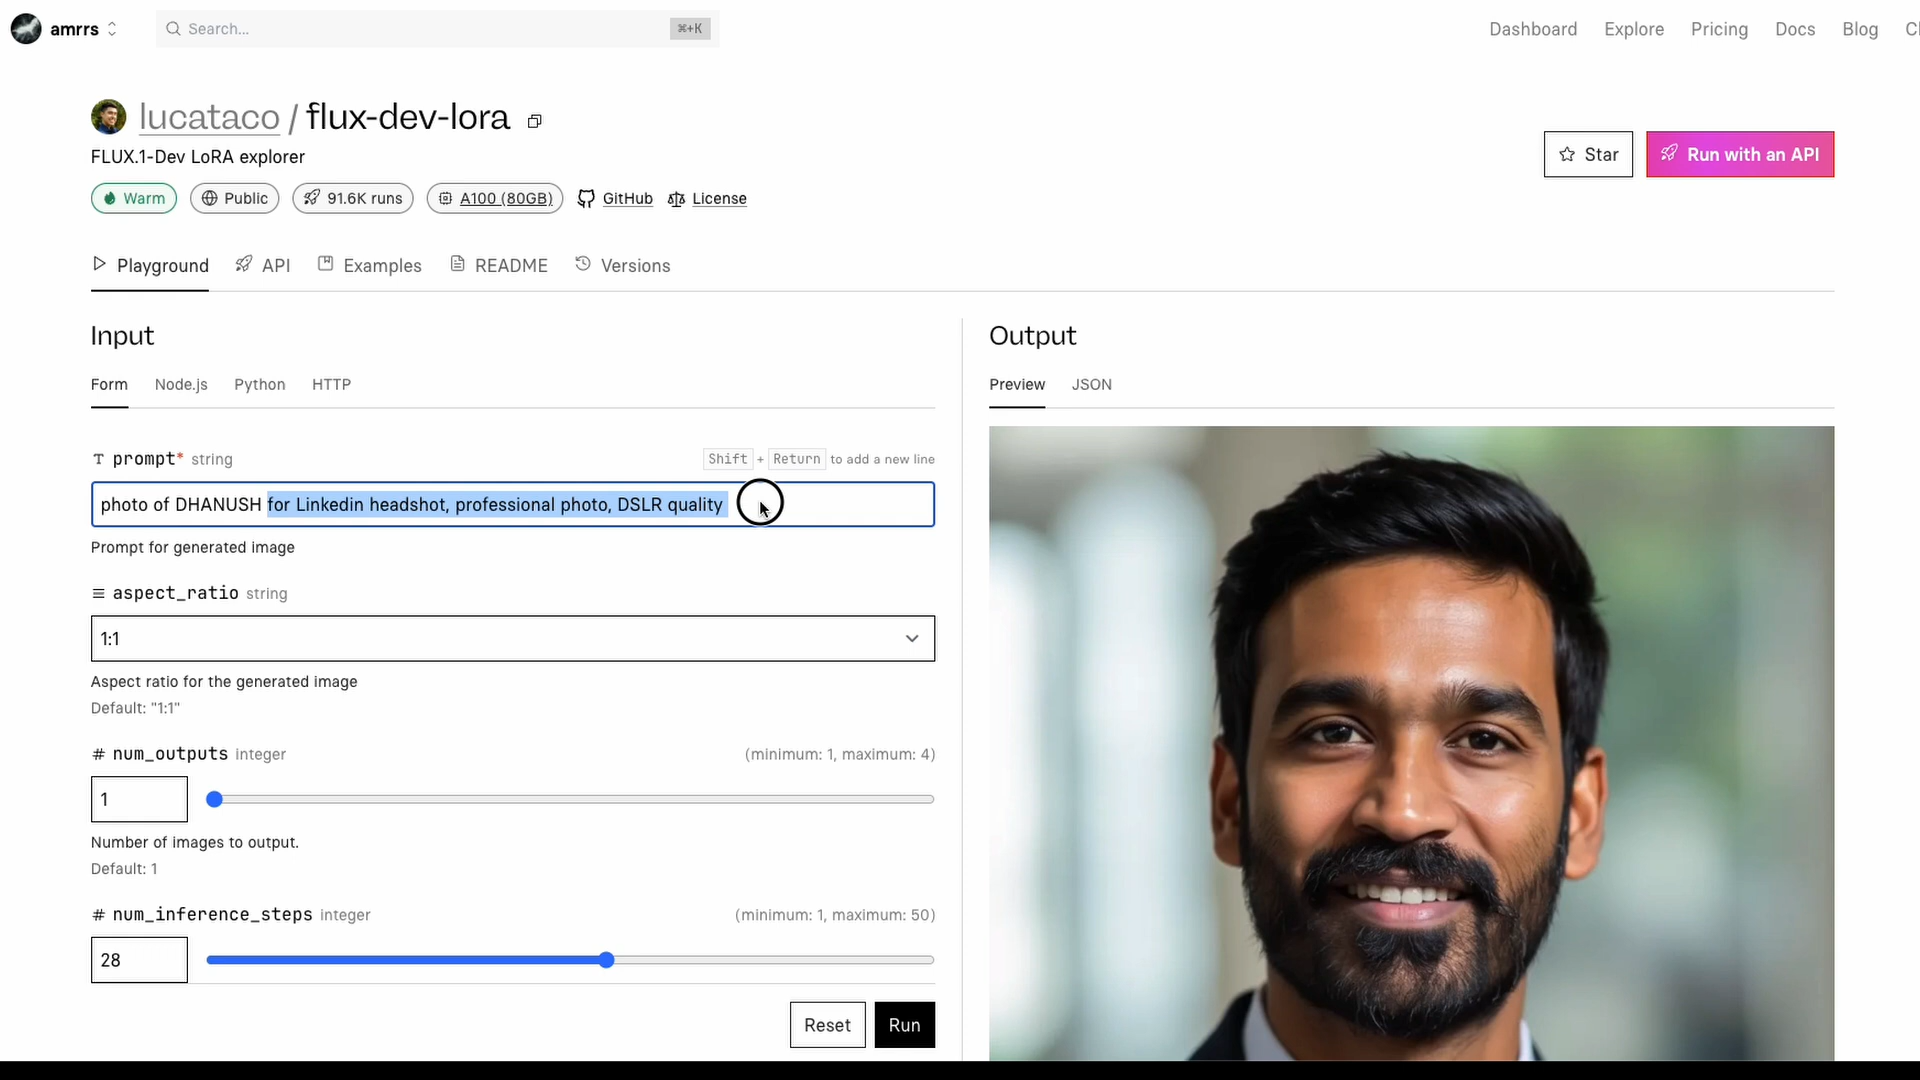 amrrs
Search...
⌘+K
Dashboard Explore Pricing Docs Blog
lucataco / flux-dev-lora
FLUX.1-Dev LoRA explorer
Star
Run with an API
Warm Public 91.6K runs A100 (80GB) GitHub License
Playground API Examples README Versions
Input
Form Node.js Python HTTP
prompt* string
Shift + Return to add a new line
photo of DHANUSH for Linkedin headshot, professional photo, DSLR quality
Prompt for generated image
aspect_ratio string
1:1
Aspect ratio for the generated image
Default: "1:1"
# num_outputs integer (minimum: 1, maximum: 4)
1
Number of images to output.
Default: 1
# num_inference_steps integer (minimum: 1, maximum: 50)
28
Reset Run
Output
Preview JSON